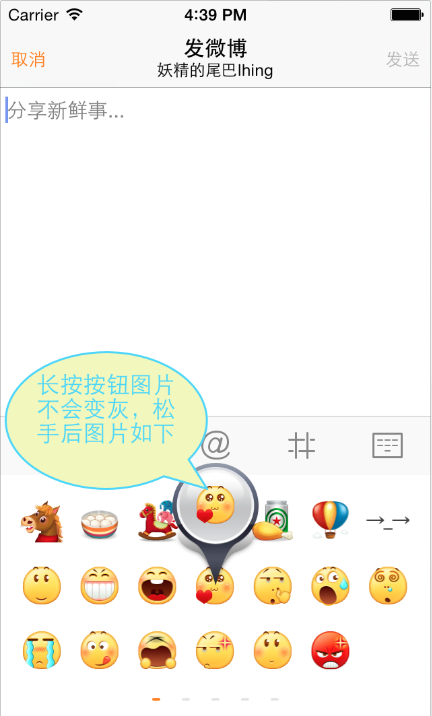 Carrier 4:39 PM
取消 发微博 发送
妖精的尾巴lhing
分享新鲜事...
长按按钮图片
不会变灰，松
手后图片如下
@
→_→